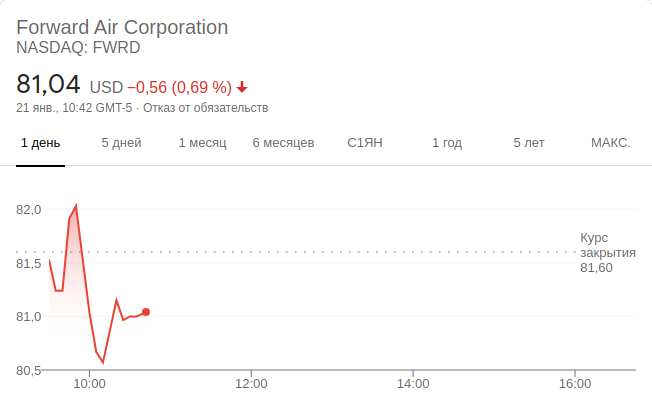 Forward Air Corporation
NASDAQ: FWRD
81,04 USD −0,56 (0,69 %)
21 янв., 10:42 GMT-5 · Отказ от обязательств
1 день 5 дней 1 месяц 6 месяцев С1ЯН 1 год 5 лет МАКС.
82,0
Курс
закрытия
81,60
81,5
81,0
80,5
10:00 12:00 14:00 16:00